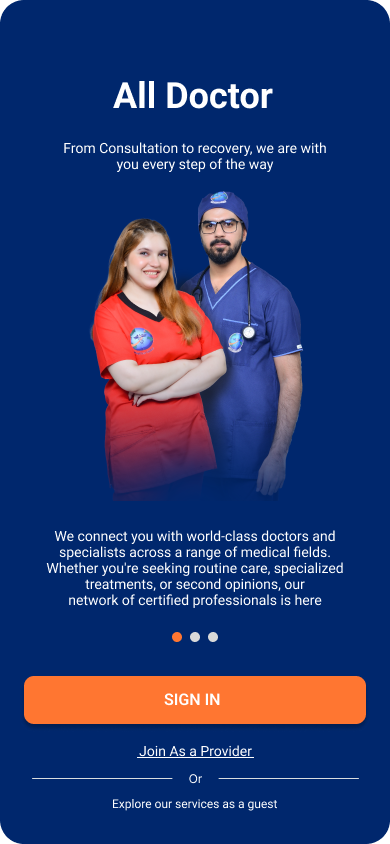 All Doctor
From Consultation to recovery, we are with
you every step of the way
We connect you with world-class doctors and
specialists across a range of medical fields.
Whether you're seeking routine care, specialized
treatments, or second opinions, our
network of certified professionals is here
SIGN IN
Join As a Provider
Or
Explore our services as a guest